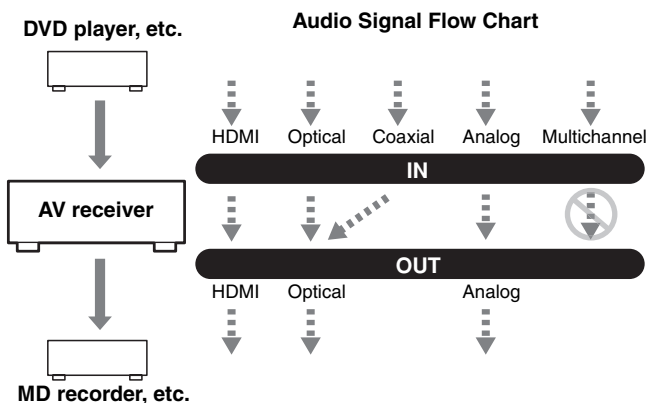 DVD player, etc.
Audio Signal Flow Chart
HDMI Optical Coaxial Analog Multichannel
IN
AV receiver
OUT
HDMI Optical Analog
MD recorder, etc.